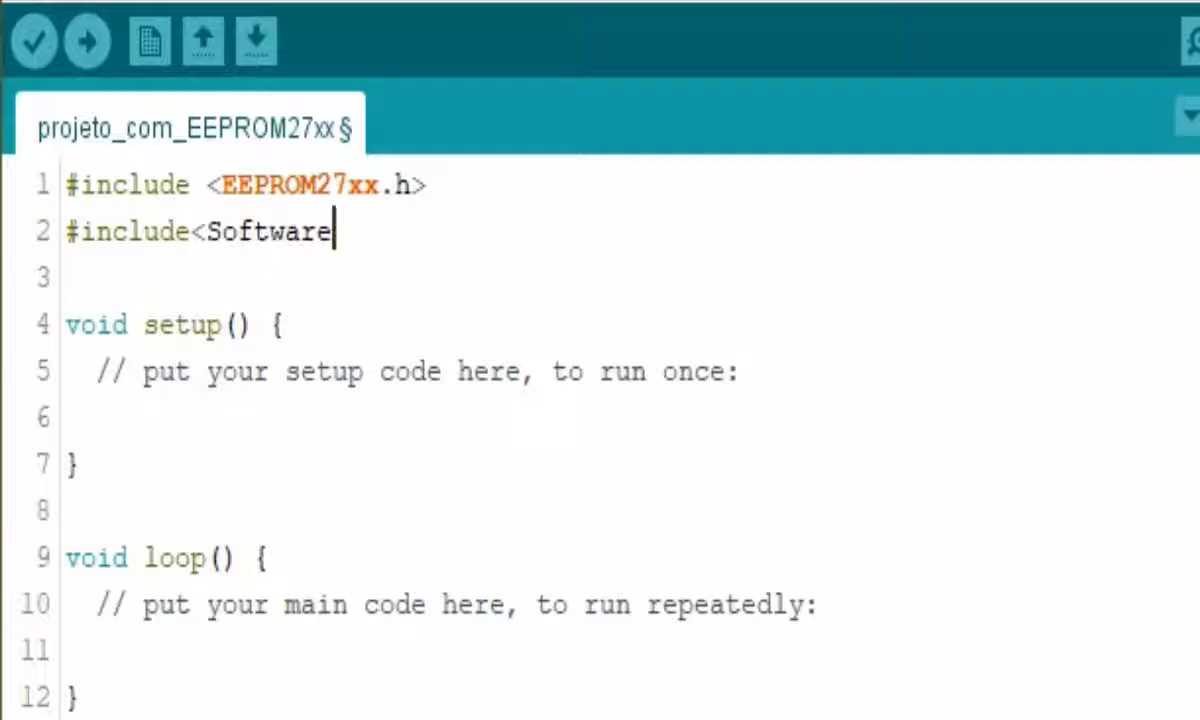 projeto_com_EEPROM27xx §
1 #include <EEPROM27xx.h>
2 #include<Software
3
4 void setup() {
5 // put your setup code here, to run once:
6
7 }
8
9 void loop() {
10 // put your main code here, to run repeatedly:
11
12 }